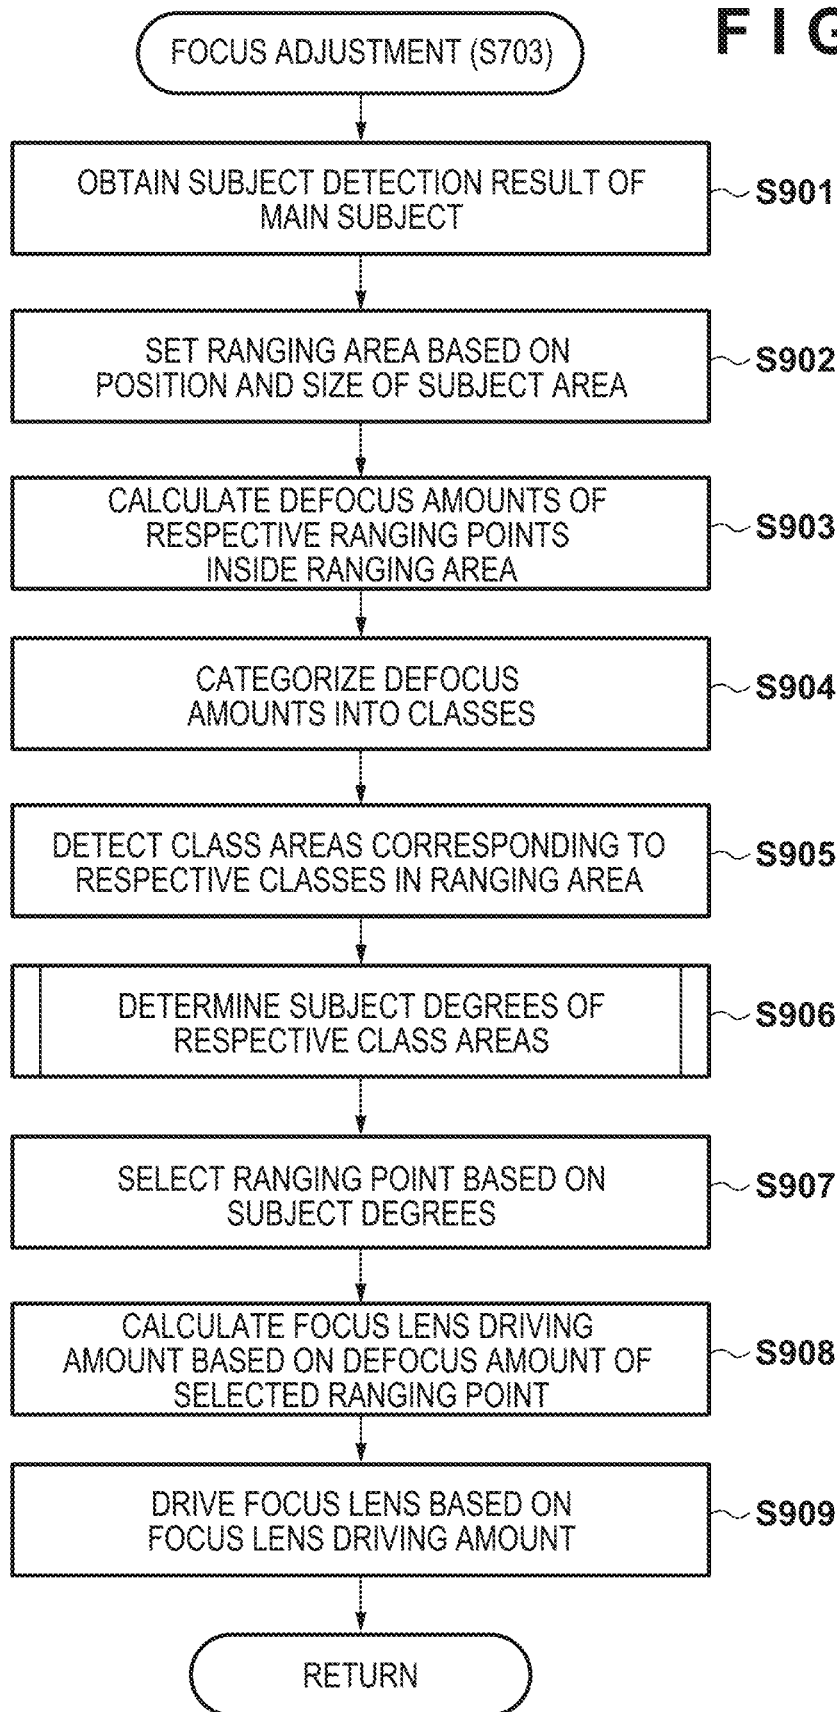 FOCUS ADJUSTMENT (S703)
FIG
OBTAIN SUBJECT DETECTION RESULT OF
MAIN SUBJECT
S901
SET RANGING AREA BASED ON
POSITION AND SIZE OF SUBJECT AREA
S902
CALCULATE DEFOCUS AMOUNTS OF
RESPECTIVE RANGING POINTS
INSIDE RANGING AREA
S903
CATEGORIZE DEFOCUS
AMOUNTS INTO CLASSES
S904
DETECT CLASS AREAS CORRESPONDING TO
RESPECTIVE CLASSES IN RANGING AREA
S905
DETERMINE SUBJECT DEGREES OF
RESPECTIVE CLASS AREAS
S906
SELECT RANGING POINT BASED ON
SUBJECT DEGREES
S907
CALCULATE FOCUS LENS DRIVING
AMOUNT BASED ON DEFOCUS AMOUNT OF
SELECTED RANGING POINT
S908
DRIVE FOCUS LENS BASED ON
FOCUS LENS DRIVING AMOUNT
S909
RETURN